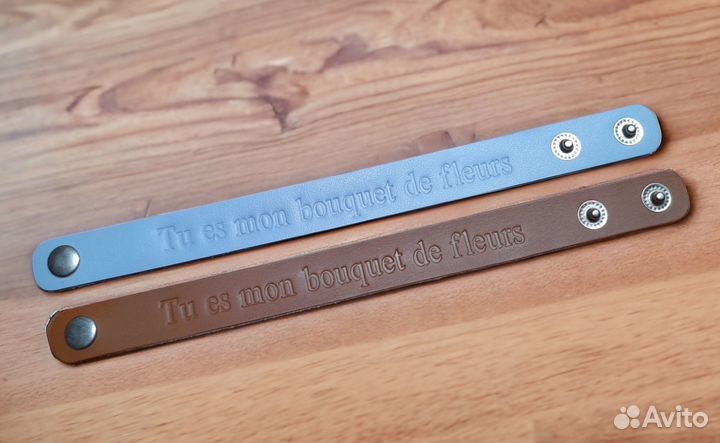 Tu es mon bouquet de fleurs
Tu es mon bouquet de fleurs
Avito